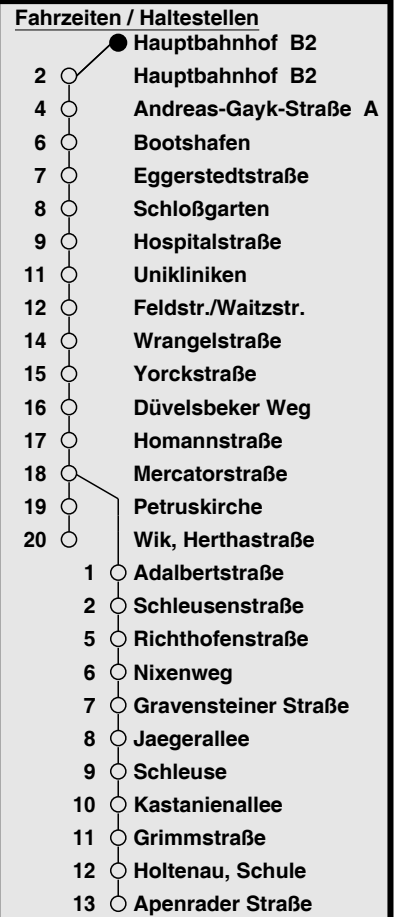 Fahrzeiten / Haltestellen
Hauptbahnhof B2
2 Hauptbahnhof B2
4 Andreas-Gayk-Straße A
6 Bootshafen
7 Eggerstedtstraße
8 Schloßgarten
9 Hospitalstraße
11 Unikliniken
12 Feldstr./Waitzstr.
14 Wrangelstraße
15 Yorckstraße
16 Düvelsbeker Weg
17 Homannstraße
18 Mercatorstraße
19 Petruskirche
20 Wik, Herthastraße
1 Adalbertstraße
2 Schleusenstraße
5 Richthofenstraße
6 Nixenweg
7 Gravensteiner Straße
8 Jaegerallee
9 Schleuse
10 Kastanienallee
11 Grimmstraße
12 Holtenau, Schule
13 Apenrader Straße